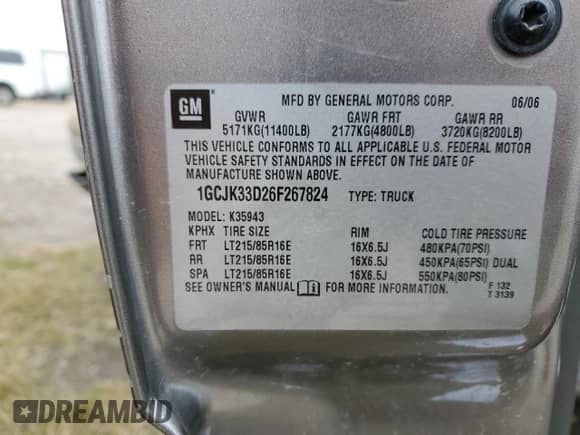 GM
MFD BY GENERAL MOTORS CORP. 06/06
GVWR GAWR FRT GAWR RR
5171KG(11400LB) 2177KG(4800LB) 3720KG(8200LB)
THIS VEHICLE CONFORMS TO ALL APPLICABLE U.S. FEDERAL MOTOR
VEHICLE SAFETY STANDARDS IN EFFECT ON THE DATE OF
MANUFACTURE SHOWN ABOVE.
1GCJK33D26F267824 TYPE: TRUCK
MODEL: K35943
KPHX TIRE SIZE RIM COLD TIRE PRESSURE
FRT LT215/85R16E 16X6.5J 480KPA(70PSI)
RR LT215/85R16E 16X6.5J 450KPA(65PSI) DUAL
SPA LT215/85R16E 16X6.5J 550KPA(80PSI)
SEE OWNER'S MANUAL FOR MORE INFORMATION.
F 132
T 3139
DREAMBID